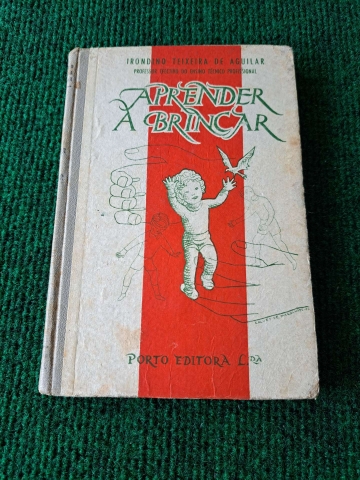 IRONDINO TEIXEIRA DE AGUILAR
PROFESSOR EFECTIVO DO ENSINO TÉCNICO PROFISSIONAL
APRENDER
A BRINCAR
PORTO EDITORA L.DA